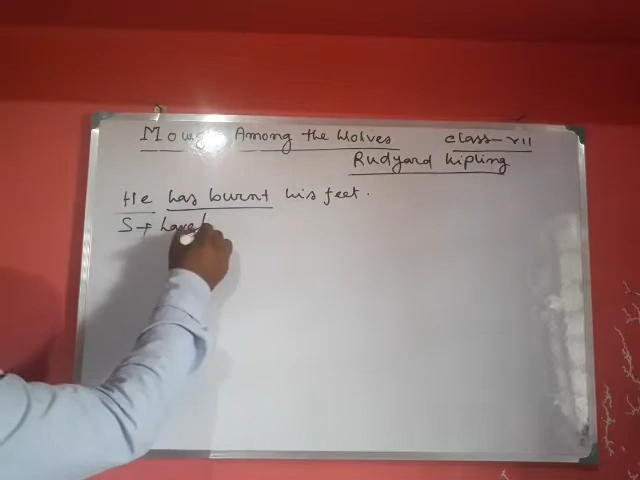 Mowgli Among the Wolves class-VII
Rudyard Kipling
He has burnt his feet.
S + have/